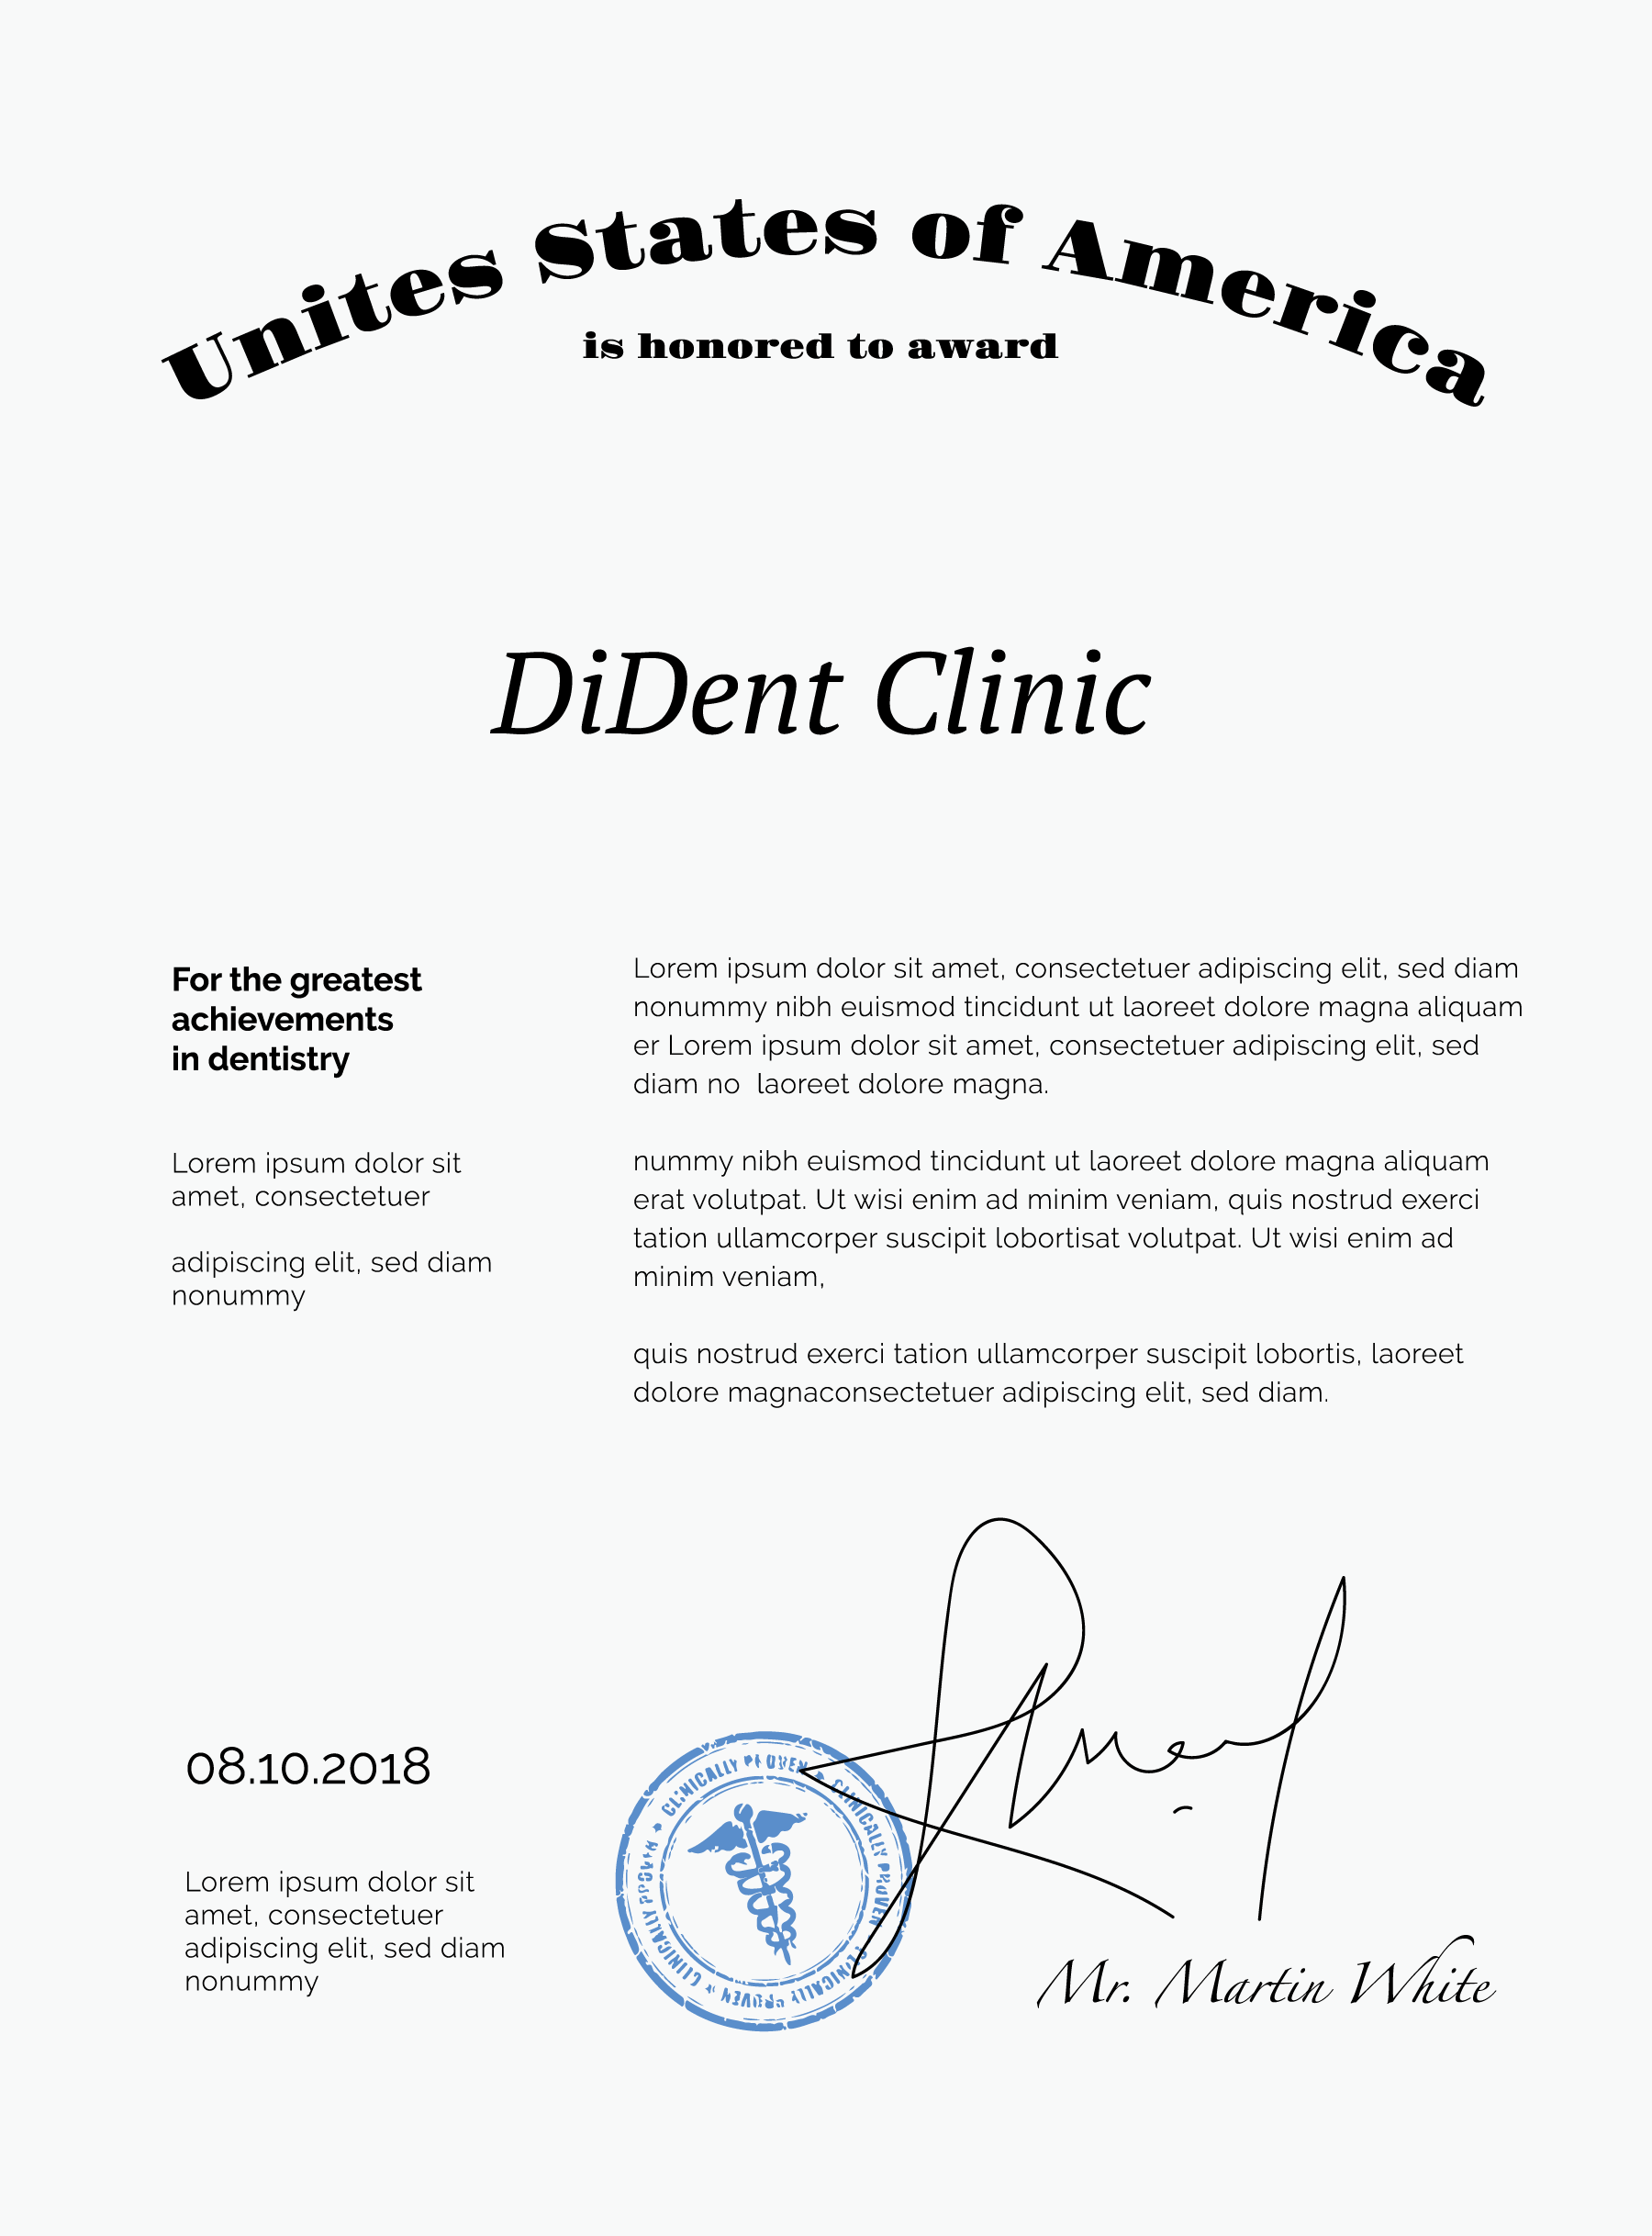 Unites States of America
is honored to award
DiDent Clinic
For the greatest
achievements
in dentistry
Lorem ipsum dolor sit
amet, consectetuer
adipiscing elit, sed diam
nonummy
Lorem ipsum dolor sit amet, consectetuer adipiscing elit, sed diam
nonummy nibh euismod tincidunt ut laoreet dolore magna aliquam
er Lorem ipsum dolor sit amet, consectetuer adipiscing elit, sed
diam no  laoreet dolore magna.
nummy nibh euismod tincidunt ut laoreet dolore magna aliquam
erat volutpat. Ut wisi enim ad minim veniam, quis nostrud exerci
tation ullamcorper suscipit lobortisat volutpat. Ut wisi enim ad
minim veniam,
quis nostrud exerci tation ullamcorper suscipit lobortis, laoreet
dolore magnaconsectetuer adipiscing elit, sed diam.
08.10.2018
Lorem ipsum dolor sit
amet, consectetuer
adipiscing elit, sed diam
nonummy
CLINICALLY PROVEN CLINICALLY PROVEN CLINICALLY PROVEN CLINICALLY PROVEN
Mr. Martin White